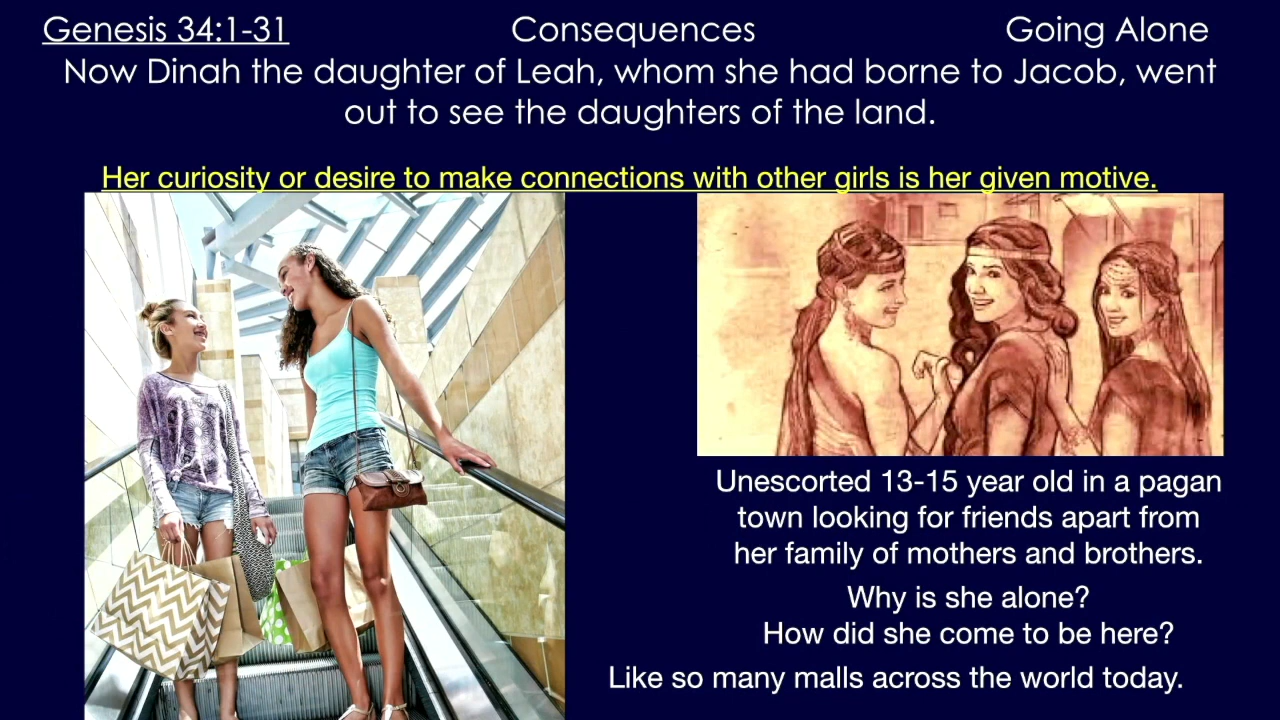 Genesis 34:1-31 Consequences Going Alone
Now Dinah the daughter of Leah, whom she had borne to Jacob, went
out to see the daughters of the land.
Her curiosity or desire to make connections with other girls is her given motive.
Unescorted 13-15 year old in a pagan
town looking for friends apart from
her family of mothers and brothers.
Why is she alone?
How did she come to be here?
Like so many malls across the world today.